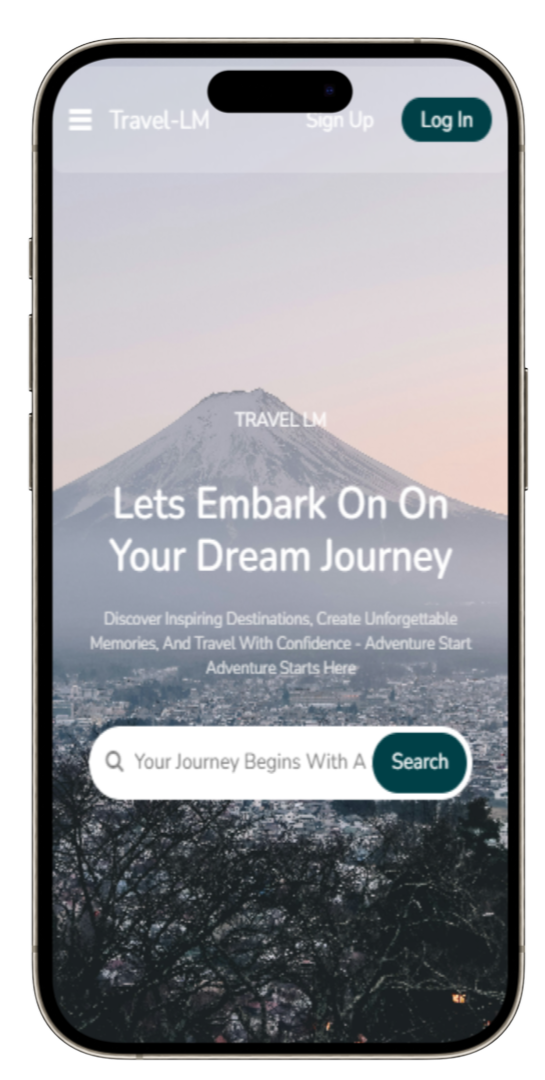 Travel-LM
Sign Up
Log In
TRAVEL LM
Lets Embark On On
Your Dream Journey
Discover Inspiring Destinations, Create Unforgettable
Memories, And Travel With Confidence - Adventure Start
Adventure Starts Here
Your Journey Begins With A
Search